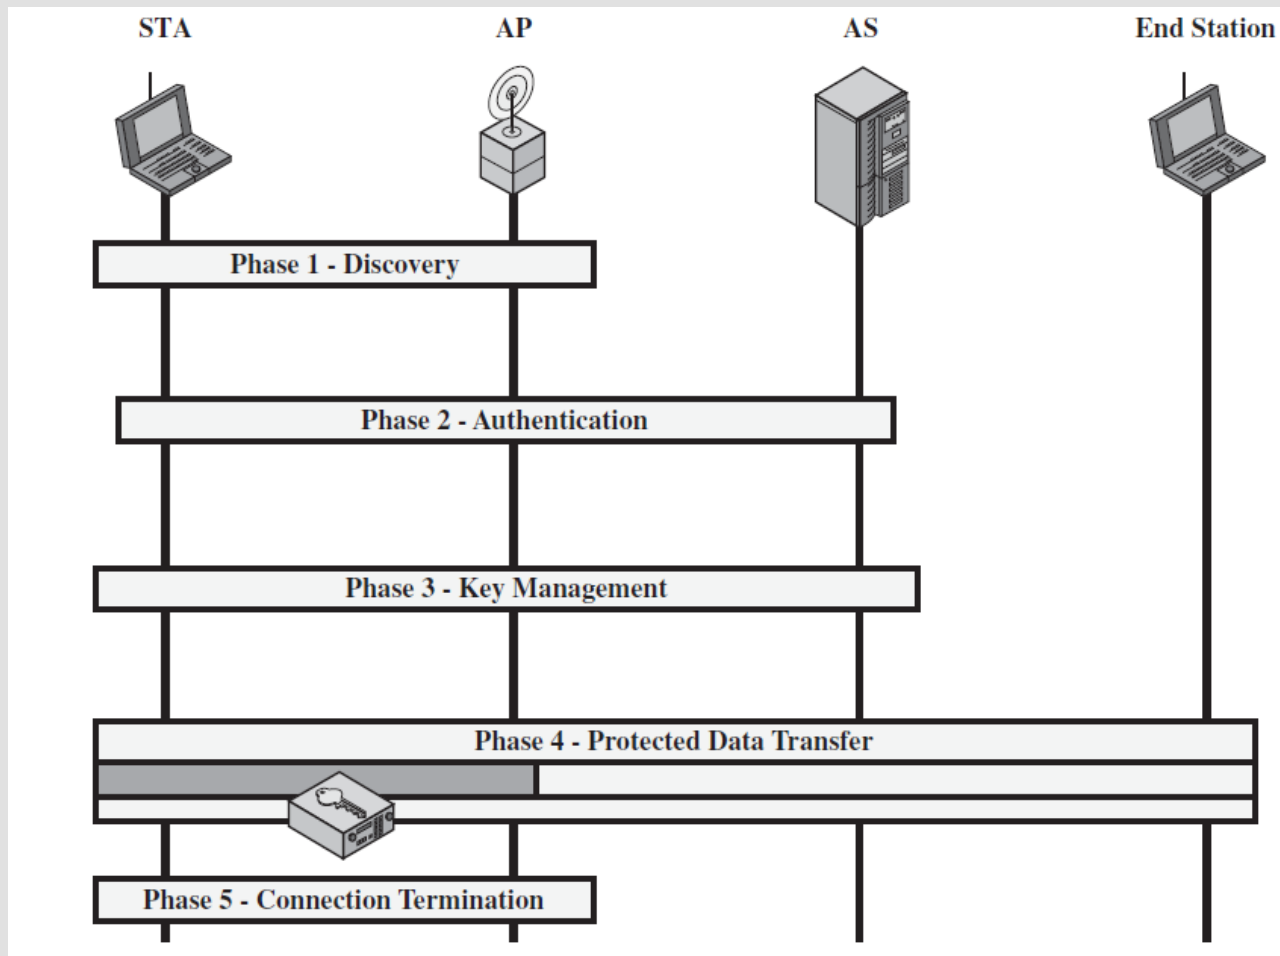 STA AP AS End Station
Phase 1 - Discovery
Phase 2 - Authentication
Phase 3 - Key Management
Phase 4 - Protected Data Transfer
Phase 5 - Connection Termination